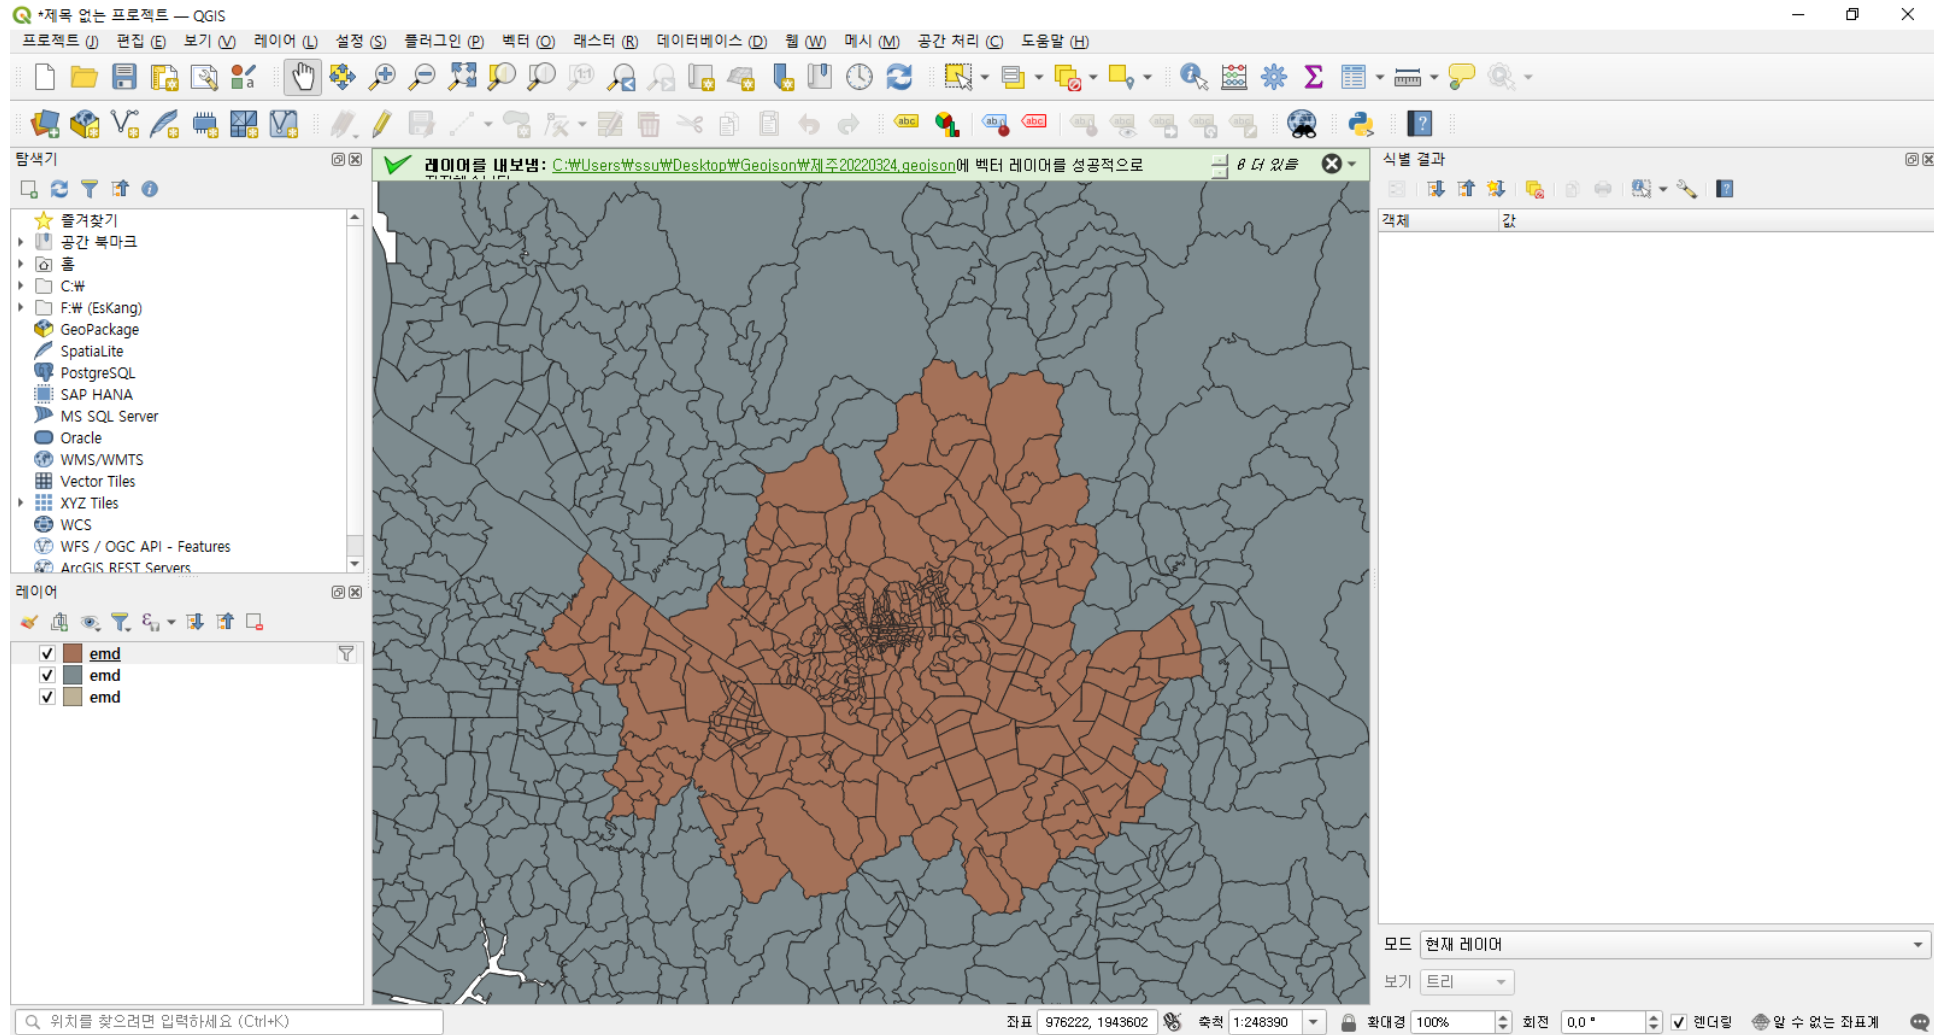 *제목 없는 프로젝트 — QGIS
프로젝트 (J) 편집 (E) 보기 (V) 레이어 (L) 설정 (S) 플러그인 (P) 벡터 (O) 래스터 (R) 데이터베이스 (D) 웹 (W) 메시 (M) 공간 처리 (C) 도움말 (H)
탐색기
레이어를 내보냄: C:₩Users₩ssu₩Desktop₩Geojson₩제주20220324.geojson에 벡터 레이어를 성공적으로
8 더 있음
식별 결과
객체 값
즐겨찾기
공간 북마크
홈
C:₩
F:₩ (EsKang)
GeoPackage
SpatiaLite
PostgreSQL
SAP HANA
MS SQL Server
Oracle
WMS/WMTS
Vector Tiles
XYZ Tiles
WCS
WFS / OGC API - Features
ArcGIS REST Servers
레이어
emd
emd
emd
모드 현재 레이어
보기 트리
위치를 찾으려면 입력하세요 (Ctrl+K)
좌표 976222, 1943602 축척 1:248390 확대경 100% 회전 0.0 ° 렌더링 알 수 없는 좌표계